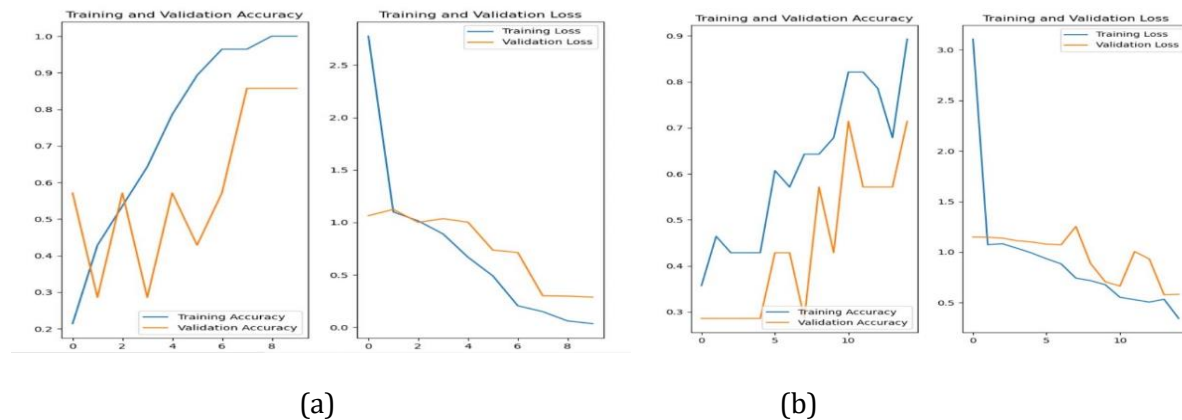 Training and Validation Accuracy
1.0
0.9
0.8
0.7
0.6
0.5
0.4
0.3
0.2
0 2 4 6 8
Training Accuracy
Validation Accuracy
Training and Validation Loss
2.5
2.0
1.5
1.0
0.5
0.0
0 2 4 6 8
Training Loss
Validation Loss
(a)
Training and Validation Accuracy
0.9
0.8
0.7
0.6
0.5
0.4
0.3
0 10
Training Accuracy
Validation Accuracy
Training and Validation Loss
3.0
2.5
2.0
1.5
1.0
0.5
0 5 10
Training Loss
Validation Loss
(b)